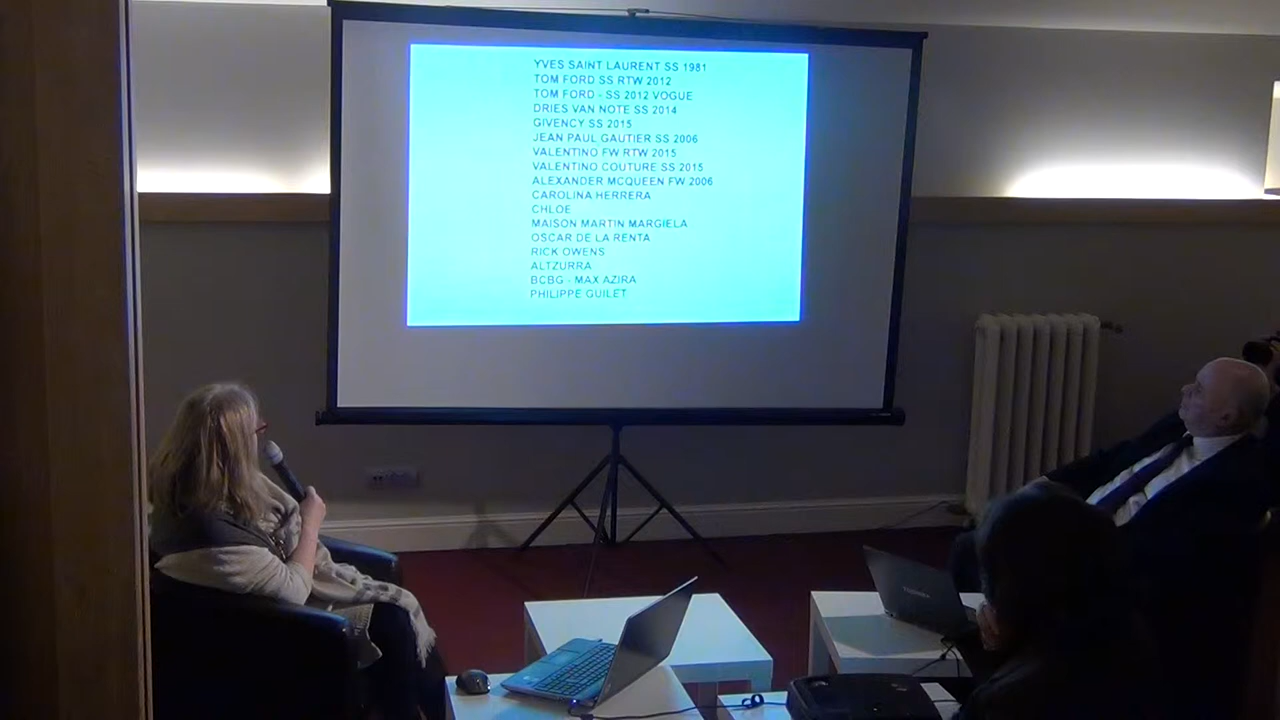 YVES SAINT LAURENT SS 1981
TOM FORD SS RTW 2012
TOM FORD - SS 2012 VOGUE
DRIES VAN NOTE SS 2014
GIVENCY SS 2015
JEAN PAUL GAUTIER SS 2006
VALENTINO FW RTW 2015
VALENTINO COUTURE SS 2015
ALEXANDER MCQUEEN FW 2006
CAROLINA HERRERA
CHLOE
MAISON MARTIN MARGIELA
OSCAR DE LA RENTA
RICK OWENS
ALTZURRA
BCBG - MAX AZIRA
PHILIPPE GUILET
TOSHIBA